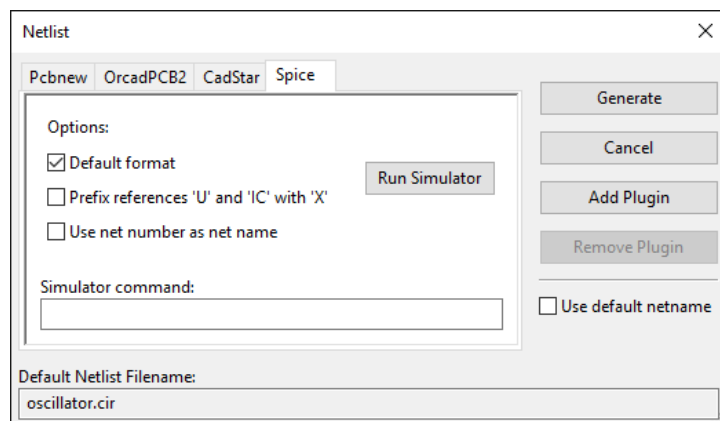 Netlist
Pcbnew OrcadPCB2 CadStar Spice
Options:
Default format
Prefix references 'U' and 'IC' with 'X'
Use net number as net name
Run Simulator
Simulator command:
Generate
Cancel
Add Plugin
Remove Plugin
Use default netname
Default Netlist Filename:
oscillator.cir